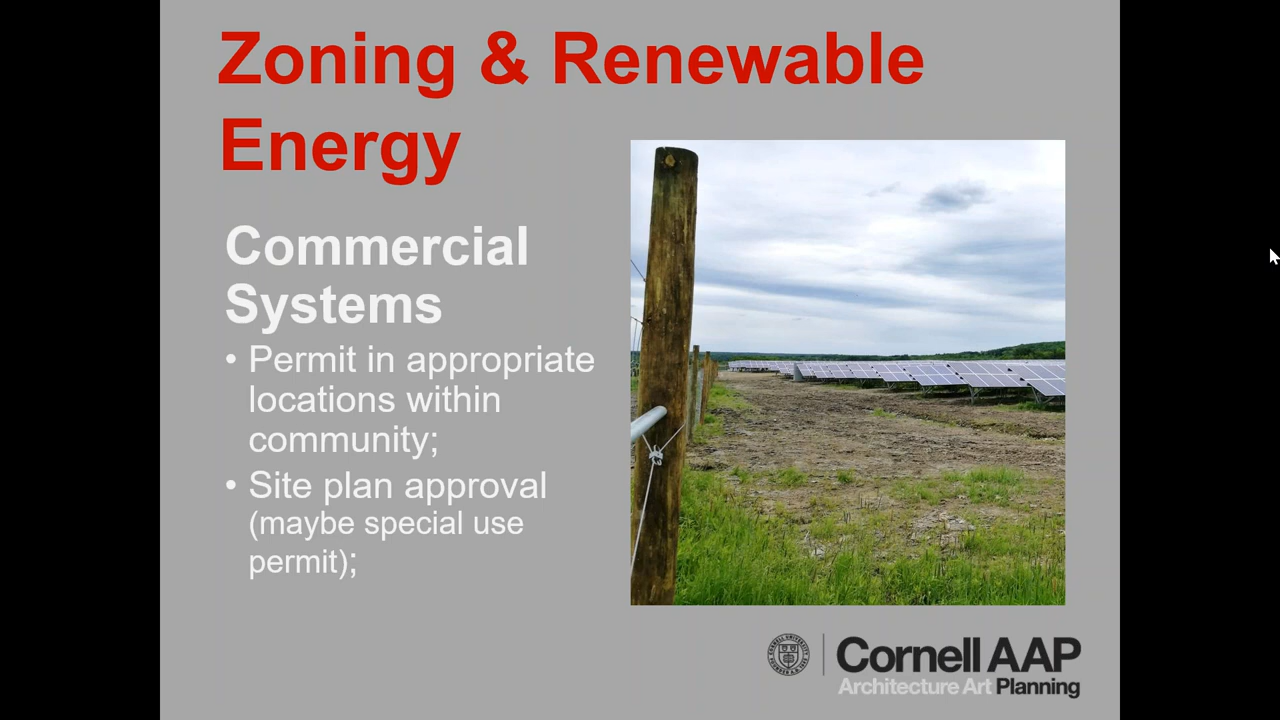 Zoning & Renewable
Energy
Commercial
Systems
• Permit in appropriate
locations within
community;
• Site plan approval
(maybe special use
permit);
Cornell AAP
Architecture Art Planning